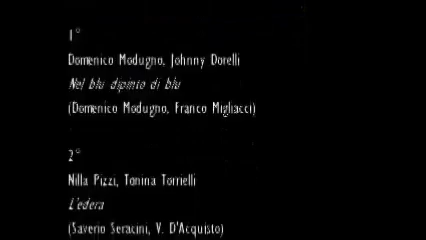 1°
Domenico Modugno, Johnny Dorelli
Nel blu dipinto di blu
(Domenico Modugno, Franco Migliacci)
2°
Nilla Pizzi, Tonina Torrielli
L'edera
(Saverio Seracini, V. D'Acquisto)